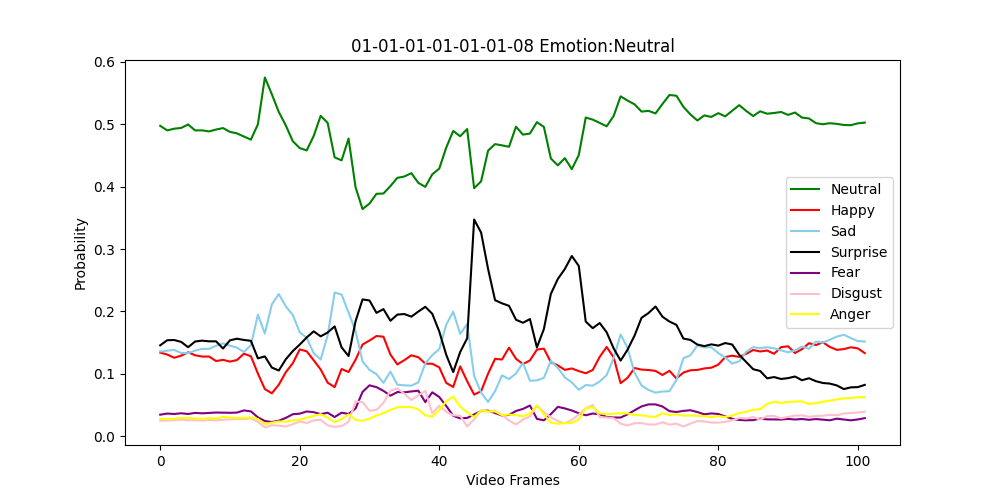 01-01-01-01-01-01-08 Emotion:Neutral
0.6
0.5
0.4
0.3
0.2
0.1
0.0
Probability
Neutral
Happy
Sad
Surprise
Fear
Disgust
Anger
0 20 40 60 80 100
Video Frames